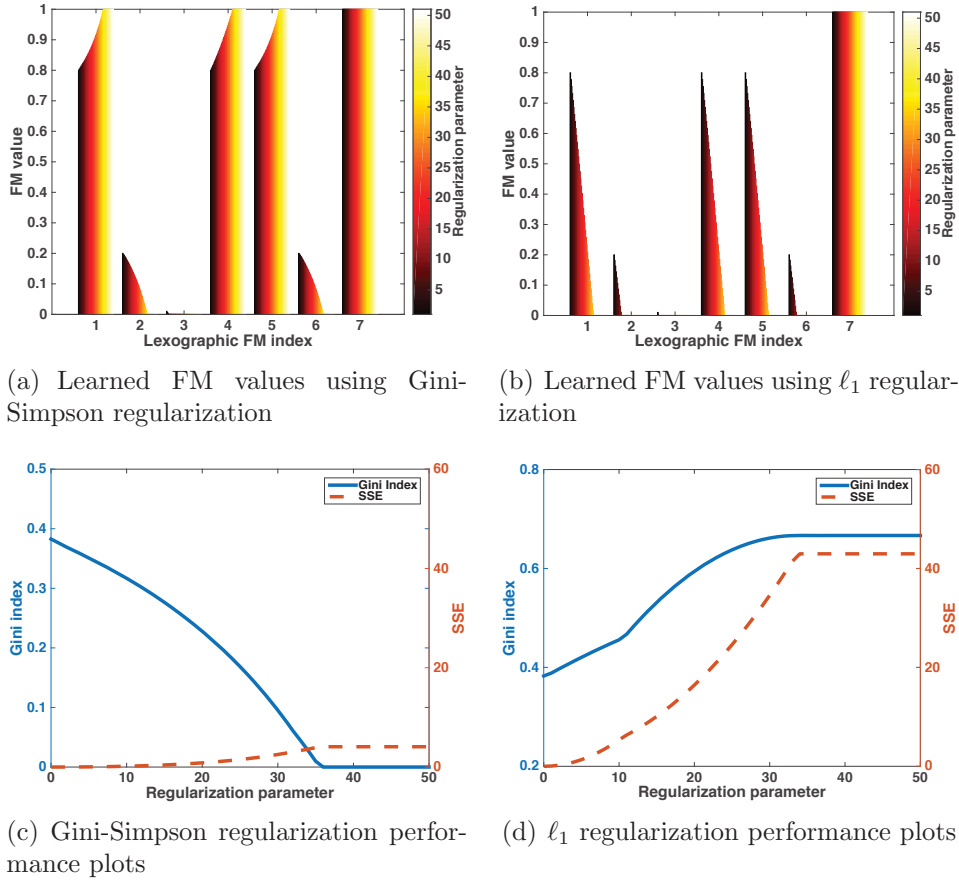 1
0.9
0.8
0.7
0.6
0.5
0.4
0.3
0.2
0.1
0
FM value
1 2 3 4 5 6 7
Lexographic FM index
50
45
40
35
30
25
20
15
10
5
Regularization parameter
1
0.9
0.8
0.7
0.6
0.5
0.4
0.3
0.2
0.1
0
FM value
1 2 3 4 5 6 7
Lexographic FM index
50
45
40
35
30
25
20
15
10
5
Regularization parameter
(a) Learned FM values using Gini-
Simpson regularization
(b) Learned FM values using ℓ1 regular-
ization
0.5
0.4
0.3
0.2
0.1
0
Gini index
0 10 20 30 40 50
Regularization parameter
60
40
20
0
SSE
Gini Index
SSE
0.8
0.6
0.4
0.2
Gini index
0 10 20 30 40 50
Regularization parameter
60
40
20
0
SSE
Gini Index
SSE
(c) Gini-Simpson regularization perfor-
mance plots
(d) ℓ1 regularization performance plots